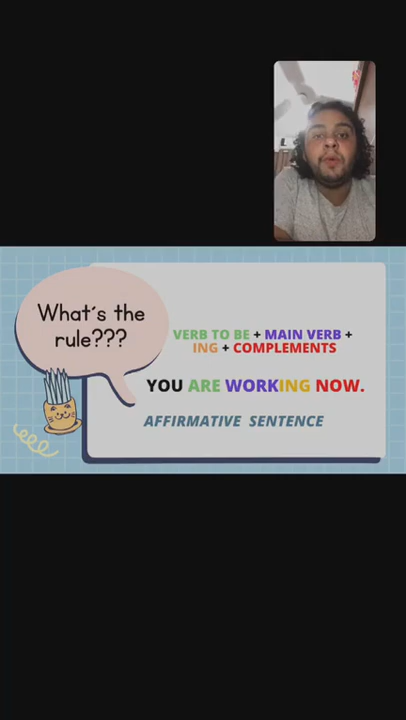 What's the
rule???
VERB TO BE + MAIN VERB +
ING + COMPLEMENTS
YOU ARE WORKING NOW.
AFFIRMATIVE SENTENCE